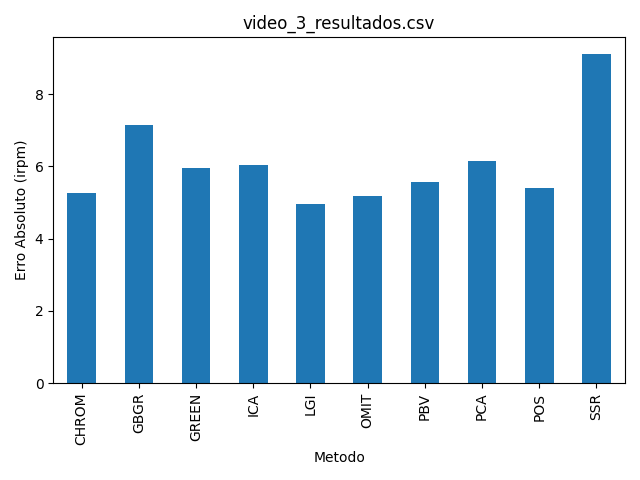 video_3_resultados.csv
Erro Absoluto (irpm)
8
6
4
2
0
CHROM
GBGR
GREEN
ICA
LGI
OMIT
PBV
PCA
POS
SSR
Metodo